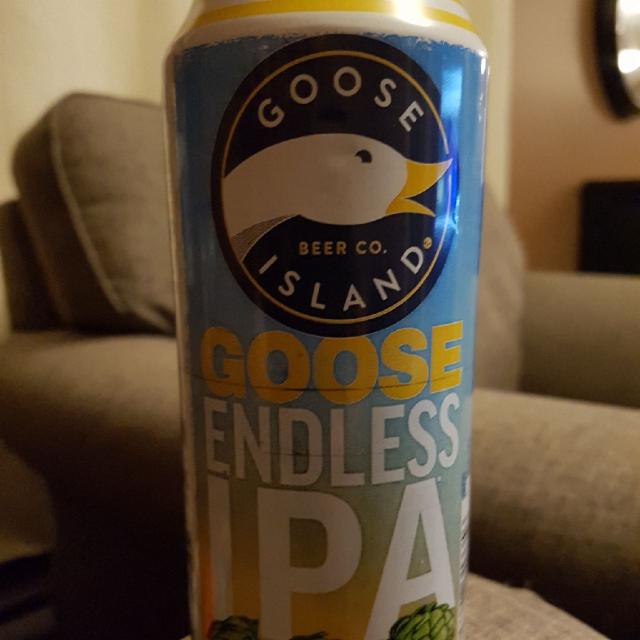 GOOSE
BEER CO.
ISLAND
GOOSE
ENDLESS
IPA